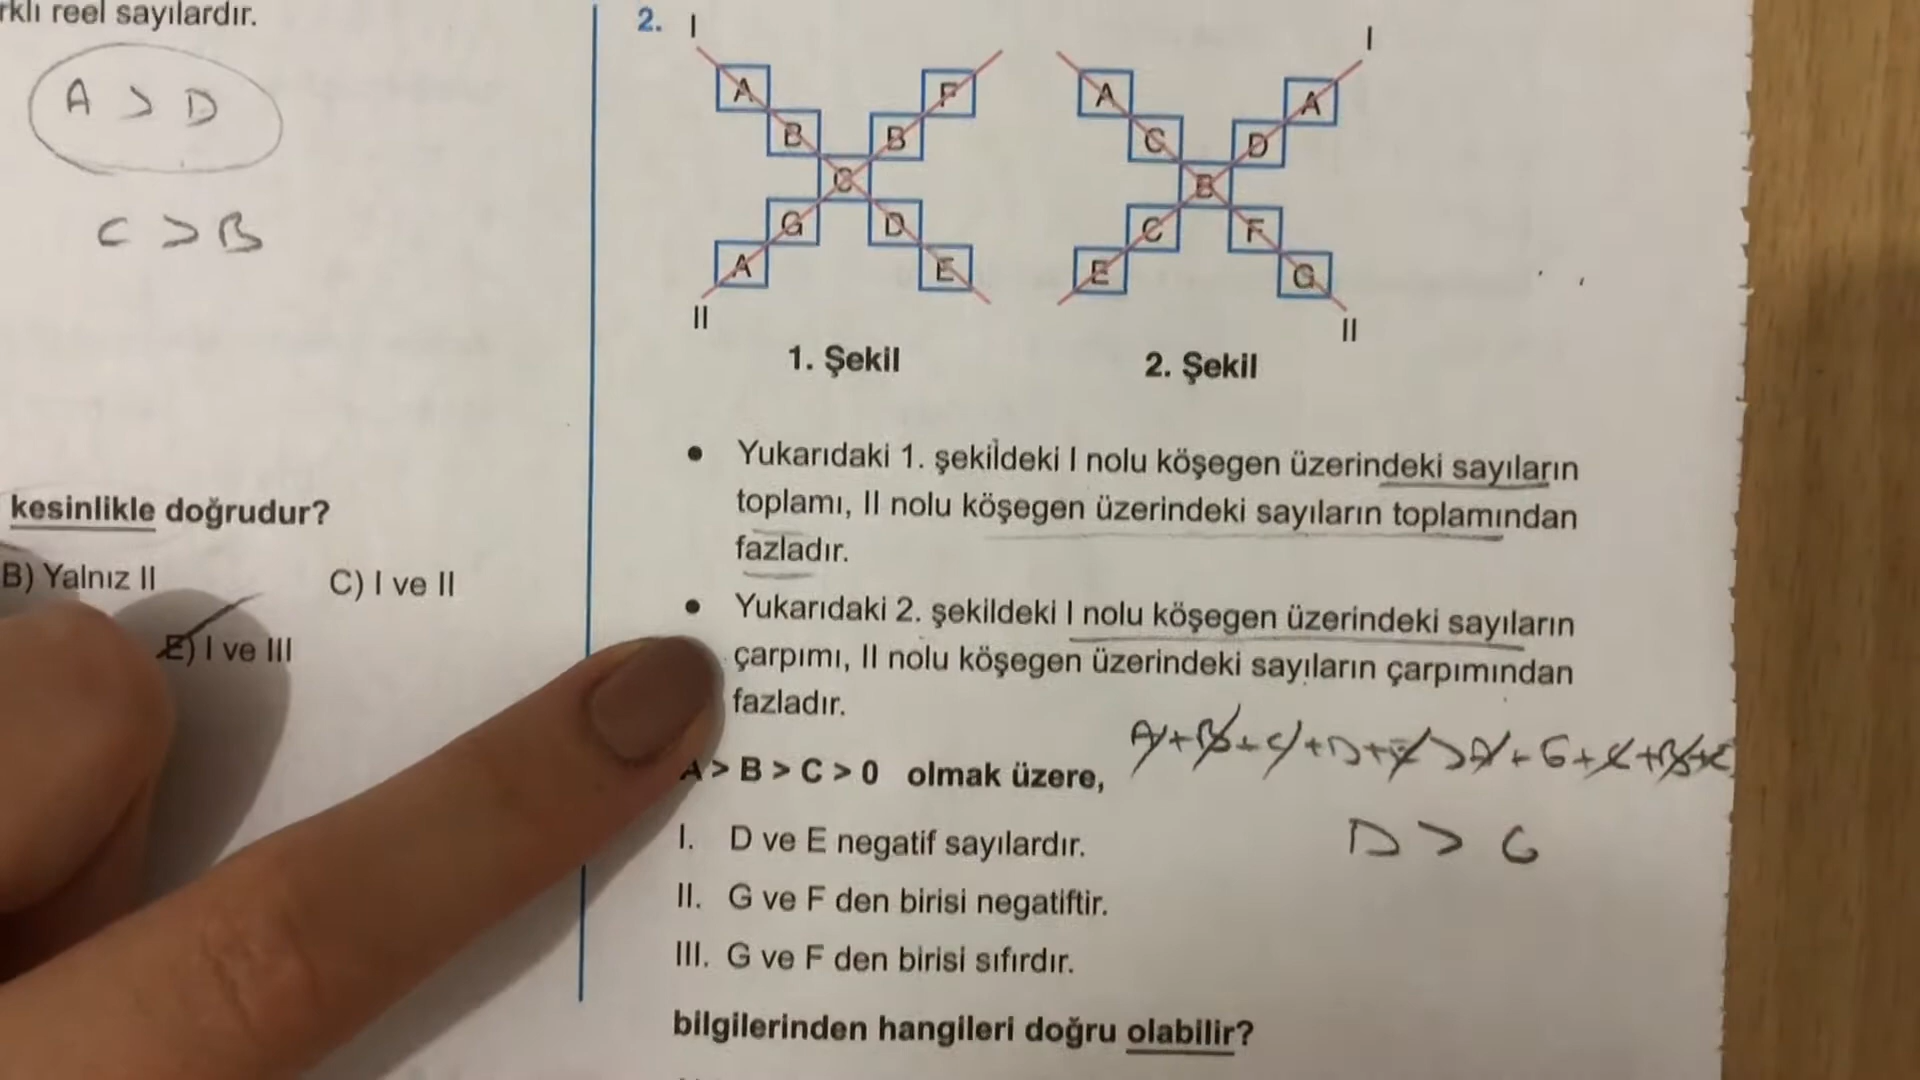 rklı reel sayılardır.
A > D
C > B
kesinlikle doğrudur?
B) Yalnız II
C) I ve II
E) I ve III
2.
I
A
F
B
B
C
G
D
A
E
II
1. Şekil
I
A
A
C
D
B
C
F
E
G
II
2. Şekil
• Yukarıdaki 1. şekildeki I nolu köşegen üzerindeki sayıların
toplamı, II nolu köşegen üzerindeki sayıların toplamından
fazladır.
• Yukarıdaki 2. şekildeki I nolu köşegen üzerindeki sayıların
çarpımı, II nolu köşegen üzerindeki sayıların çarpımından
fazladır.
A > B > C > 0 olmak üzere,
A+B+C+D+E > A+G+C+B+
D > G
I. D ve E negatif sayılardır.
II. G ve F den birisi negatiftir.
III. G ve F den birisi sıfırdır.
bilgilerinden hangileri doğru olabilir?